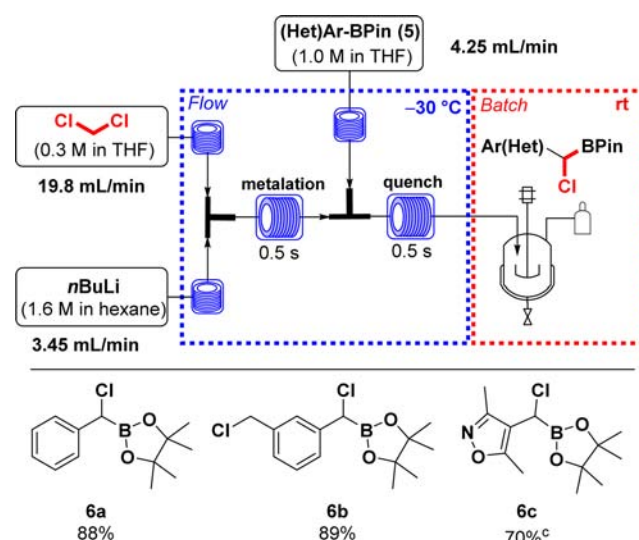 (Het)Ar-BPin (5)
(1.0 M in THF)
4.25 mL/min
Flow
–30 ºC
Batch
rt
Cl Cl
(0.3 M in THF)
19.8 mL/min
Ar(Het) BPin
Cl
metalation
quench
0.5 s
0.5 s
nBuLi
(1.6 M in hexane)
3.45 mL/min
Cl
B O
O
Cl
Cl
B O
O
Cl
N
O
B O
O
6a
6b
6c
88%
89%
70%c